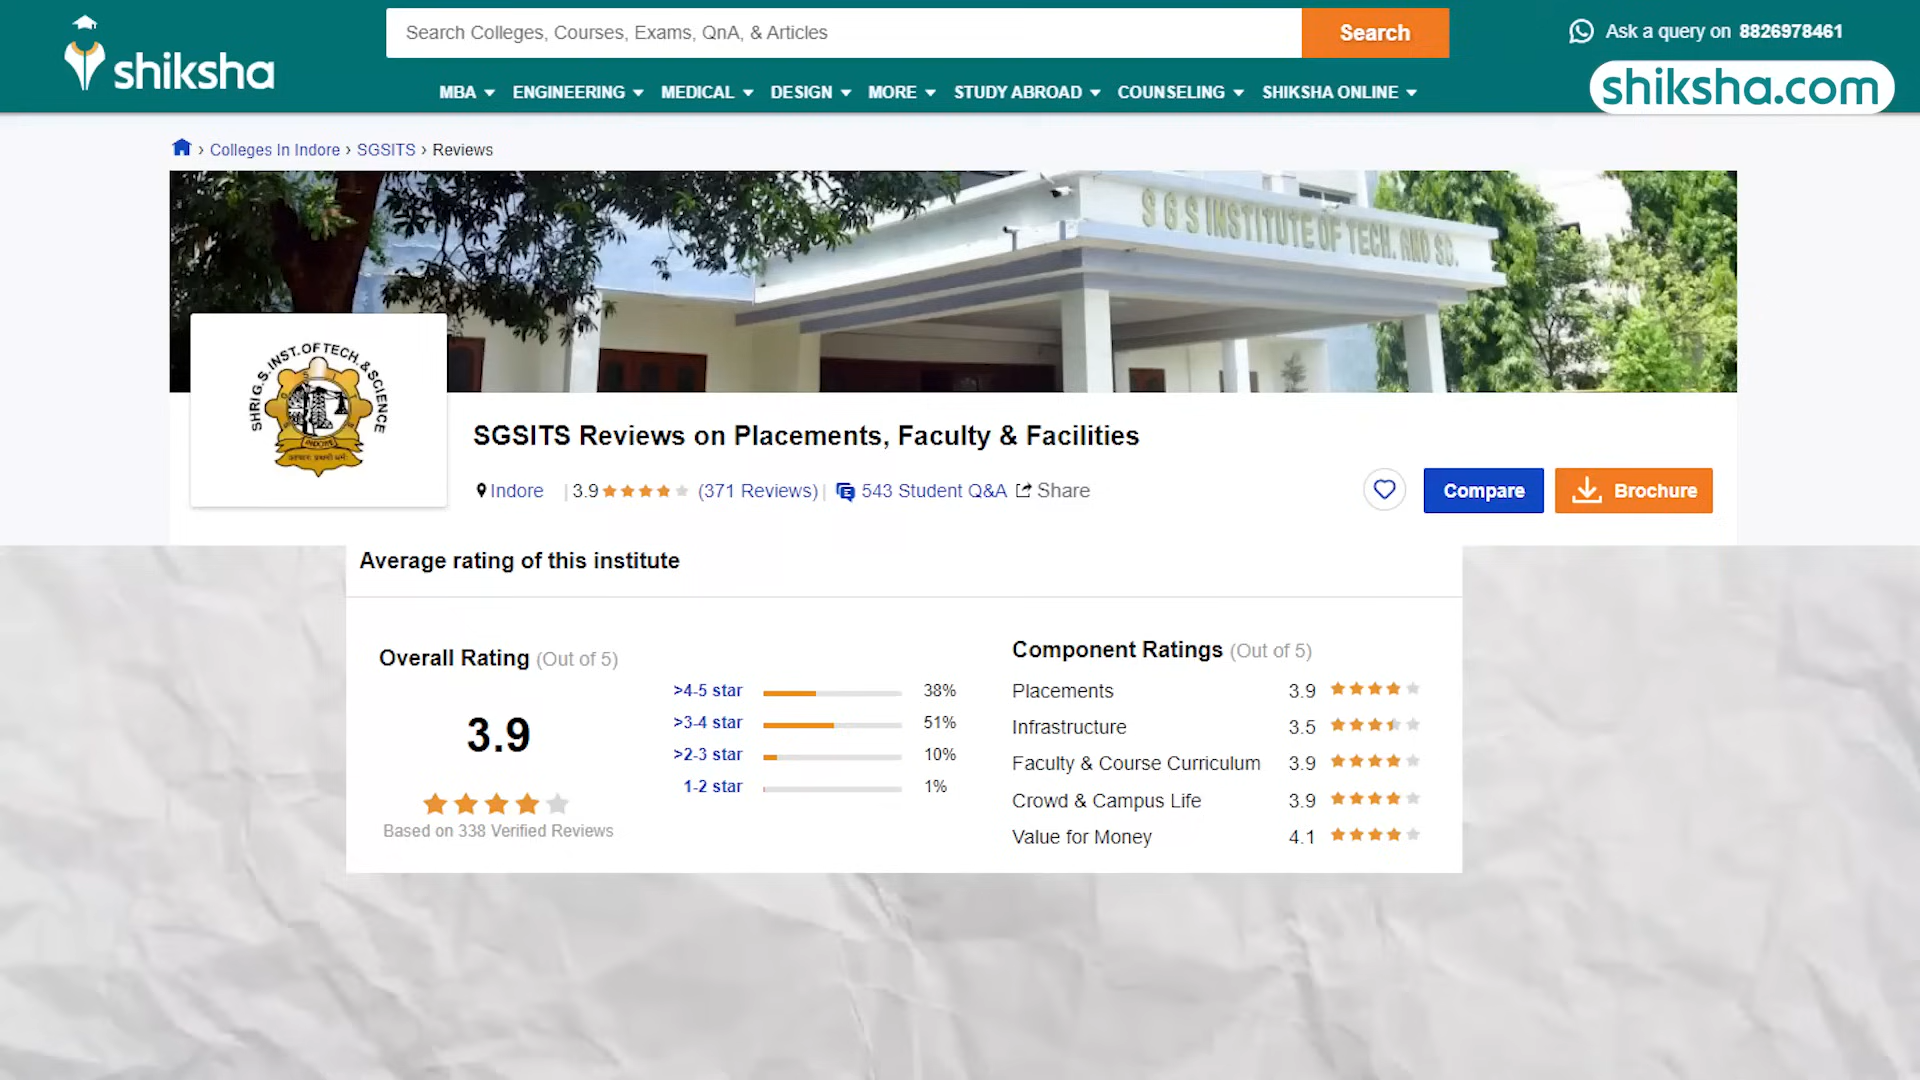 shiksha
Search Colleges, Courses, Exams, QnA, & Articles
Search
Ask a query on 8826978461
shiksha.com
MBA
ENGINEERING
MEDICAL
DESIGN
MORE
STUDY ABROAD
COUNSELING
SHIKSHA ONLINE
› Colleges In Indore › SGSITS › Reviews
S G S INSTITUTE OF TECH. AND SC.
SHRI G. S. INST. OF TECH. & SCIENCE
INDORE
SGSITS Reviews on Placements, Faculty & Facilities
Indore | 3.9 (371 Reviews) | 543 Student Q&A Share
Compare
Brochure
Average rating of this institute
Overall Rating (Out of 5)
3.9
Based on 338 Verified Reviews
>4-5 star 38%
>3-4 star 51%
>2-3 star 10%
1-2 star 1%
Component Ratings (Out of 5)
Placements 3.9
Infrastructure 3.5
Faculty & Course Curriculum 3.9
Crowd & Campus Life 3.9
Value for Money 4.1